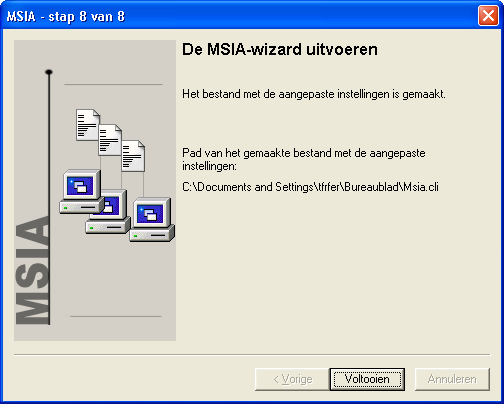 MSIA - stap 8 van 8
MSIA
De MSIA-wizard uitvoeren
Het bestand met de aangepaste instellingen is gemaakt.
Pad van het gemaakte bestand met de aangepaste
instellingen:
C:\Documents and Settings\tfrfer\Bureaublad\Msia.cli
< Vorige
Voltooien
Annuleren